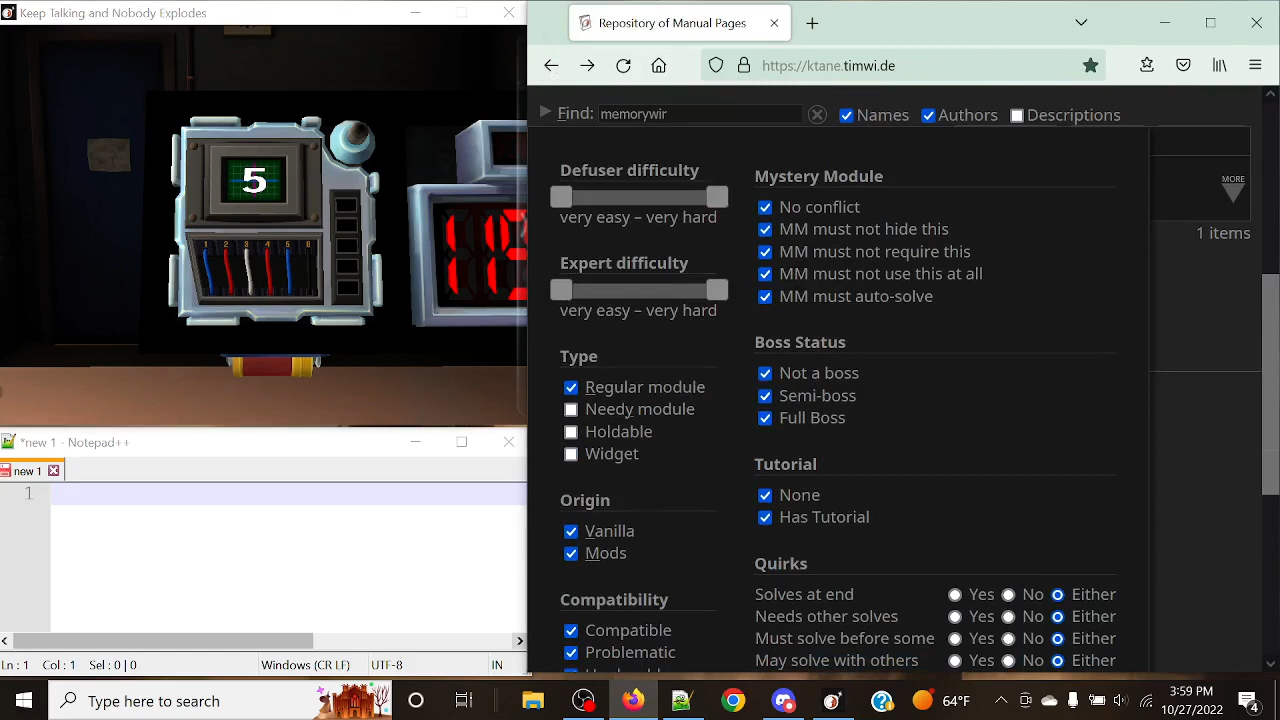 Keep Talking and Nobody Explodes
5
1 2 3 4 5 6
*new 1 - Notepad++
new 1
1
Ln : 1 Col : 1 Sel : 0 | 0 Windows (CR LF) UTF-8 IN
Repository of Manual Pages
https://ktane.timwi.de
Find: memorywir Names Authors Descriptions
MORE
1 items
Defuser difficulty
very easy – very hard
Expert difficulty
very easy – very hard
Type
Regular module
Needy module
Holdable
Widget
Origin
Vanilla
Mods
Compatibility
Compatible
Problematic
Mystery Module
No conflict
MM must not hide this
MM must not require this
MM must not use this at all
MM must auto-solve
Boss Status
Not a boss
Semi-boss
Full Boss
Tutorial
None
Has Tutorial
Quirks
Solves at end Yes No Either
Needs other solves Yes No Either
Must solve before some Yes No Either
May solve with others Yes No Either
Type here to search
64°F
3:59 PM
10/27/2022
4